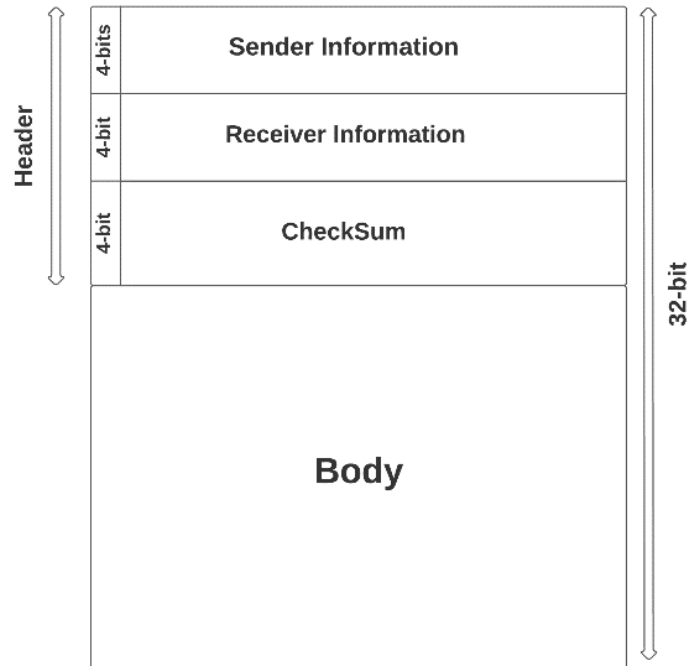 Header
4-bits
Sender Information
4-bit
Receiver Information
4-bit
CheckSum
32-bit
Body